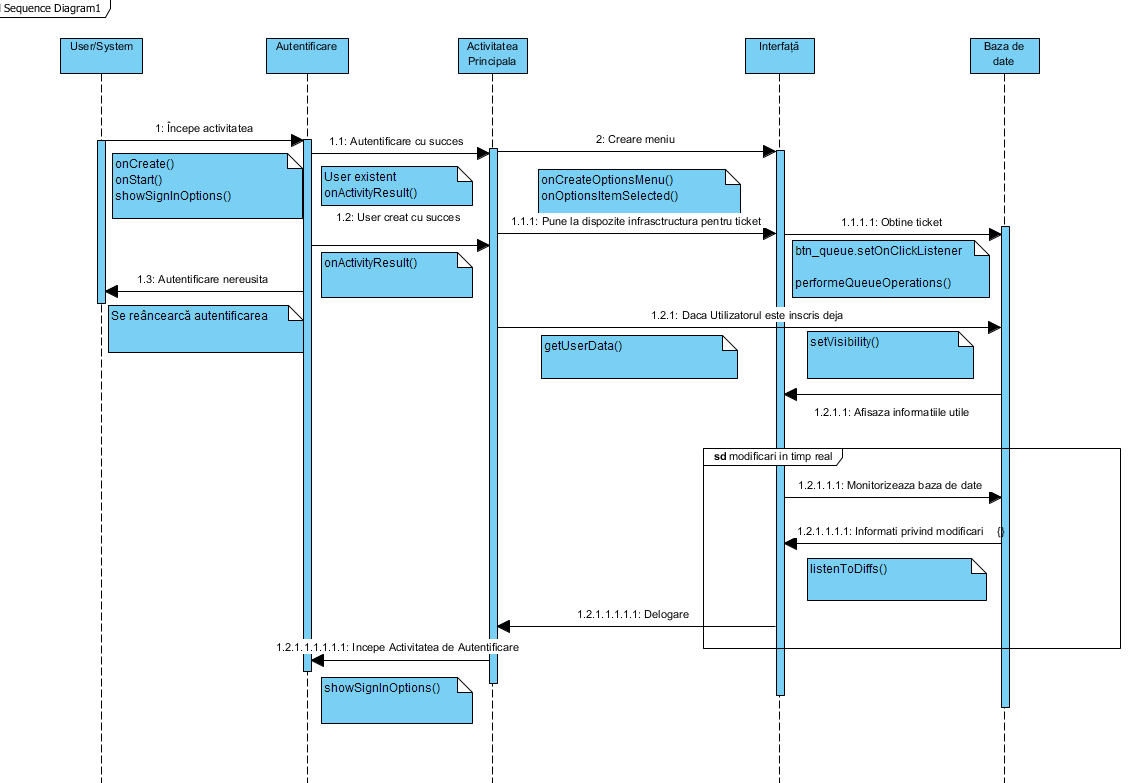 Sequence Diagram1
User/System
Autentificare
Activitatea
Principala
Interfață
Baza de
date
1: Începe activitatea
onCreate()
onStart()
showSignInOptions()
1.1: Autentificare cu succes
User existent
onActivityResult()
2: Creare meniu
onCreateOptionsMenu()
onOptionsItemSelected()
1.2: User creat cu succes
onActivityResult()
1.1.1: Pune la dispozite infrasctructura pentru ticket
1.1.1.1: Obtine ticket
btn_queue.setOnClickListener
performeQueueOperations()
1.3: Autentificare nereusita
Se reâncearcă autentificarea
1.2.1: Daca Utilizatorul este inscris deja
getUserData()
setVisibility()
1.2.1.1: Afisaza informatiile utile
sd modificari in timp real
1.2.1.1.1: Monitorizeaza baza de date
1.2.1.1.1.1: Informati privind modificari {}
listenToDiffs()
1.2.1.1.1.1.1: Delogare
1.2.1.1.1.1.1.1: Incepe Activitatea de Autentificare
showSignInOptions()